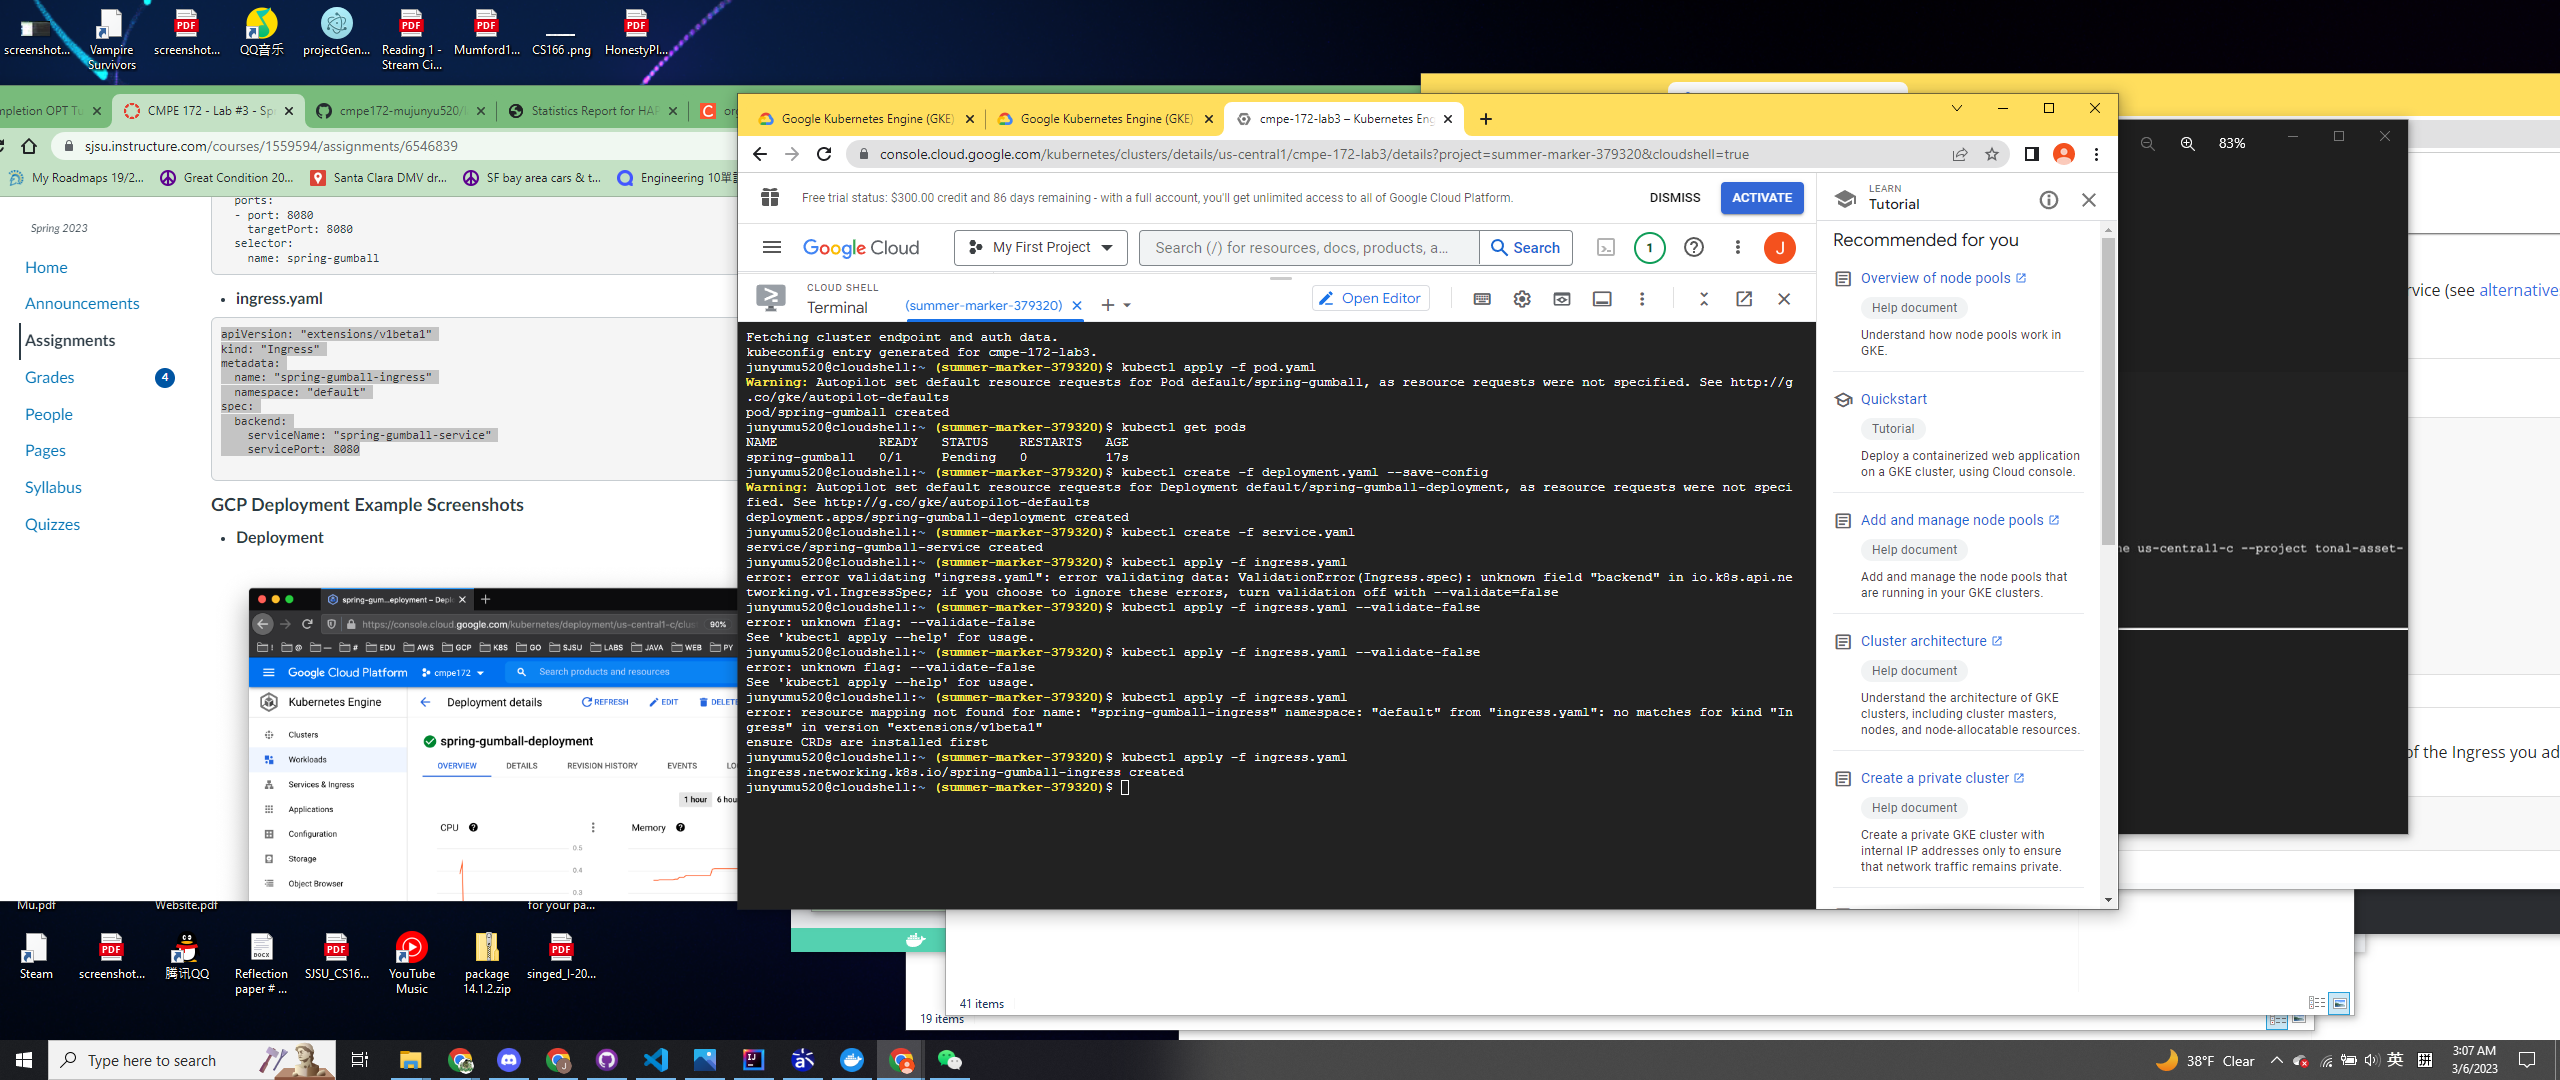 screenshot...
Vampire Survivors
screenshot...
QQ音乐
projectGen...
Reading 1 - Stream Ci...
Mumford1...
CS166 .png
HonestyPl...
mpletion OPT Tu
CMPE 172 - Lab #3 - Spr
cmpe172-mujunyu520/l
Statistics Report for HAP
sjsu.instructure.com/courses/1559594/assignments/6546839
My Roadmaps 19/2...
Great Condition 20...
Santa Clara DMV dr...
SF bay area cars & t...
Spring 2023
Home
Announcements
Assignments
Grades
4
People
Pages
Syllabus
Quizzes
ports:
- port: 8080
targetPort: 8080
selector:
name: spring-gumball
• ingress.yaml
apiVersion: "extensions/v1beta1"
kind: "Ingress"
metadata:
name: "spring-gumball-ingress"
namespace: "default"
spec:
backend:
serviceName: "spring-gumball-service"
servicePort: 8080
GCP Deployment Example Screenshots
• Deployment
spring-gum...eployment – Depl
https://console.cloud.google.com/kubernetes/deployment/us-central1-c/clus
90%
! @ — # EDU AWS GCP KBS GO SJSU LABS JAVA WEB PY
Google Cloud Platform
cmpe172
Search products and resources
Kubernetes Engine
Deployment details
REFRESH
EDIT
DELETE
Clusters
Workloads
Services & Ingress
Applications
Configuration
Storage
Object Browser
spring-gumball-deployment
OVERVIEW
DETAILS
REVISION HISTORY
EVENTS
1 hour
6 hou
CPU
Memory
0.5
0.4
0.3
Google Kubernetes Engine (GKE)
Google Kubernetes Engine (GKE)
cmpe-172-lab3 – Kubernetes Eng
console.cloud.google.com/kubernetes/clusters/details/us-central1/cmpe-172-lab3/details?project=summer-marker-379320&cloudshell=true
Free trial status: $300.00 credit and 86 days remaining - with a full account, you'll get unlimited access to all of Google Cloud Platform.
DISMISS
ACTIVATE
Google Cloud
My First Project
Search (/) for resources, docs, products, a...
Search
1
J
CLOUD SHELL
Terminal
(summer-marker-379320)
Open Editor
Fetching cluster endpoint and auth data.
kubeconfig entry generated for cmpe-172-lab3.
junyumu520@cloudshell:~ (summer-marker-379320)$ kubectl apply -f pod.yaml
Warning: Autopilot set default resource requests for Pod default/spring-gumball, as resource requests were not specified. See http://g
.co/gke/autopilot-defaults
pod/spring-gumball created
junyumu520@cloudshell:~ (summer-marker-379320)$ kubectl get pods
NAME READY STATUS RESTARTS AGE
spring-gumball 0/1 Pending 0 17s
junyumu520@cloudshell:~ (summer-marker-379320)$ kubectl create -f deployment.yaml --save-config
Warning: Autopilot set default resource requests for Deployment default/spring-gumball-deployment, as resource requests were not speci
fied. See http://g.co/gke/autopilot-defaults
deployment.apps/spring-gumball-deployment created
junyumu520@cloudshell:~ (summer-marker-379320)$ kubectl create -f service.yaml
service/spring-gumball-service created
junyumu520@cloudshell:~ (summer-marker-379320)$ kubectl apply -f ingress.yaml
error: error validating "ingress.yaml": error validating data: ValidationError(Ingress.spec): unknown field "backend" in io.k8s.api.ne
tworking.v1.IngressSpec; if you choose to ignore these errors, turn validation off with --validate=false
junyumu520@cloudshell:~ (summer-marker-379320)$ kubectl apply -f ingress.yaml --validate-false
error: unknown flag: --validate-false
See 'kubectl apply --help' for usage.
junyumu520@cloudshell:~ (summer-marker-379320)$ kubectl apply -f ingress.yaml --validate-false
error: unknown flag: --validate-false
See 'kubectl apply --help' for usage.
junyumu520@cloudshell:~ (summer-marker-379320)$ kubectl apply -f ingress.yaml
error: resource mapping not found for name: "spring-gumball-ingress" namespace: "default" from "ingress.yaml": no matches for kind "In
gress" in version "extensions/v1beta1"
ensure CRDs are installed first
junyumu520@cloudshell:~ (summer-marker-379320)$ kubectl apply -f ingress.yaml
ingress.networking.k8s.io/spring-gumball-ingress created
junyumu520@cloudshell:~ (summer-marker-379320)$
LEARN
Tutorial
Recommended for you
Overview of node pools
Help document
Understand how node pools work in
GKE.
Quickstart
Tutorial
Deploy a containerized web application
on a GKE cluster, using Cloud console.
Add and manage node pools
Help document
Add and manage the node pools that
are running in your GKE clusters.
Cluster architecture
Help document
Understand the architecture of GKE
clusters, including cluster masters,
nodes, and node-allocatable resources.
Create a private cluster
Help document
Create a private GKE cluster with
internal IP addresses only to ensure
that network traffic remains private.
83%
rvice (see alternatives
ne us-central1-c --project tonal-asset-
of the Ingress you ad
41 items
19 items
Mu.pdf
Website.pdf
for your pa...
Steam
screenshot...
腾讯QQ
Reflection paper # ...
SJSU_CS16...
YouTube Music
package 14.1.2.zip
singed_I-20...
Type here to search
38°F Clear
英
拼
3:07 AM
3/6/2023